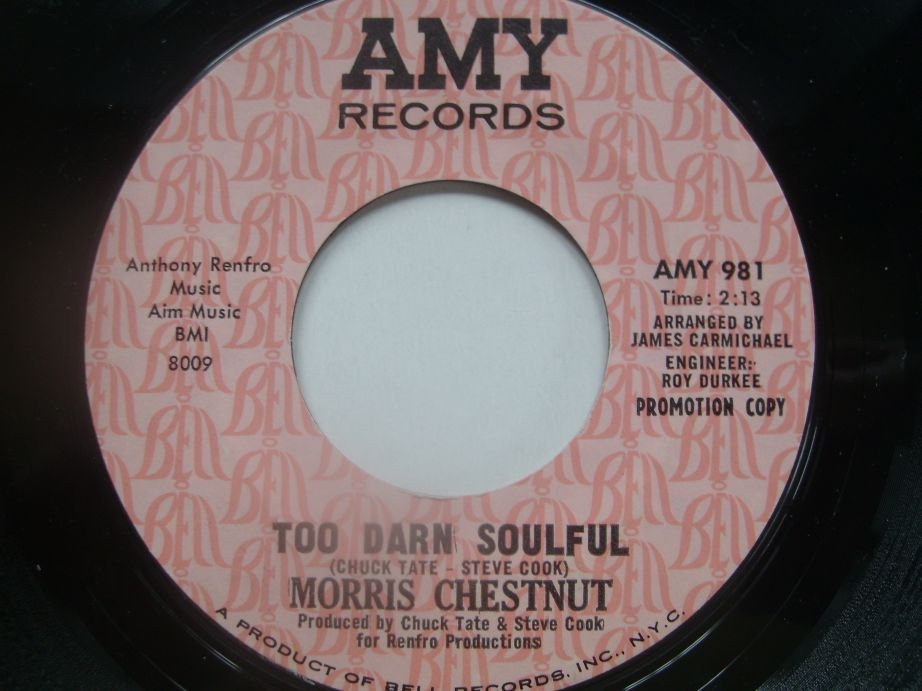 AMY
RECORDS
Anthony Renfro
Music
Aim Music
BMI
8009
AMY 981
Time: 2:13
ARRANGED BY
JAMES CARMICHAEL
ENGINEER:
ROY DURKEE
PROMOTION COPY
TOO DARN SOULFUL
(CHUCK TATE - STEVE COOK)
MORRIS CHESTNUT
Produced by Chuck Tate & Steve Cook
for Renfro Productions
A PRODUCT OF BELL RECORDS, INC., N.Y.C.
BELL